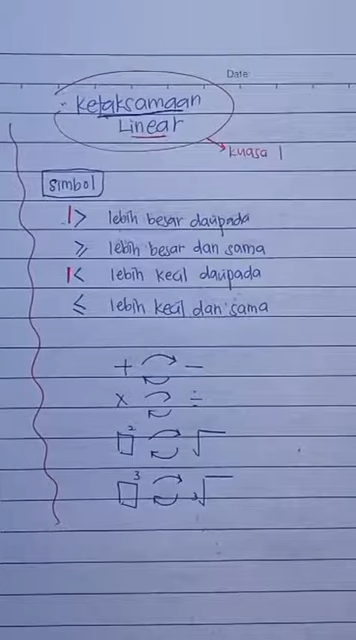 Date
Ketaksamaan
Linear
kuasa 1
simbol
> lebih besar daripada
≥ lebih besar dan sama
< lebih kecil daripada
≤ lebih kecil dan sama
+ ⇄ −
× ⇄ ÷
□² ⇄ √
□³ ⇄ ³√